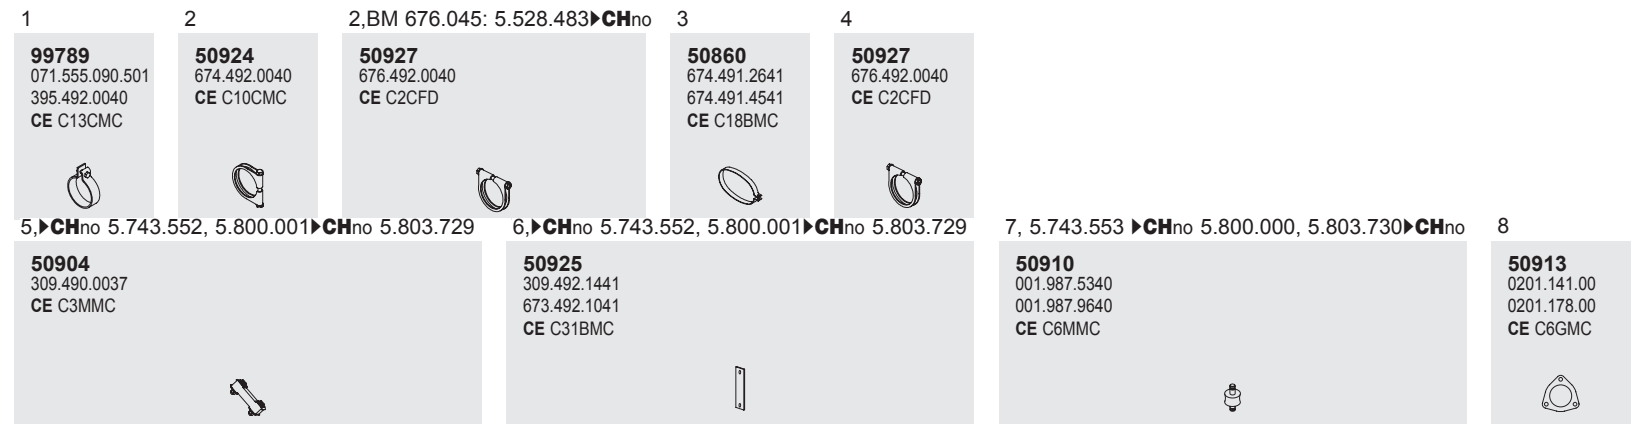 1
99789
071.555.090.501
395.492.0040
CE C13CMC
2
50924
674.492.0040
CE C10CMC
2,BM 676.045: 5.528.483▶CHno
50927
676.492.0040
CE C2CFD
3
50860
674.491.2641
674.491.4541
CE C18BMC
4
50927
676.492.0040
CE C2CFD
5,▶CHno 5.743.552, 5.800.001▶CHno 5.803.729
50904
309.490.0037
CE C3MMC
6,▶CHno 5.743.552, 5.800.001▶CHno 5.803.729
50925
309.492.1441
673.492.1041
CE C31BMC
7, 5.743.553 ▶CHno 5.800.000, 5.803.730▶CHno
50910
001.987.5340
001.987.9640
CE C6MMC
8
50913
0201.141.00
0201.178.00
CE C6GMC